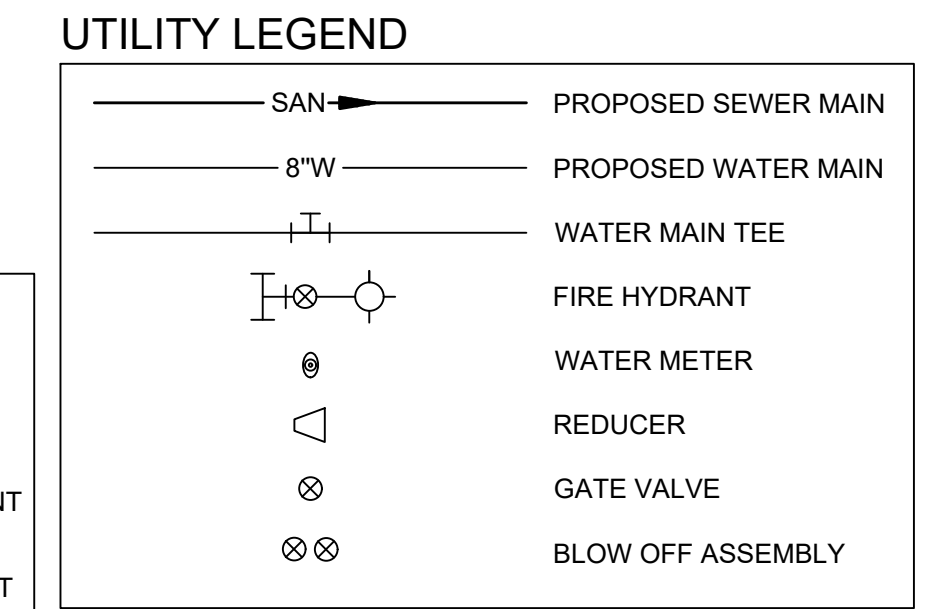 UTILITY LEGEND
SAN PROPOSED SEWER MAIN
8"W PROPOSED WATER MAIN
WATER MAIN TEE
FIRE HYDRANT
WATER METER
REDUCER
GATE VALVE
BLOW OFF ASSEMBLY